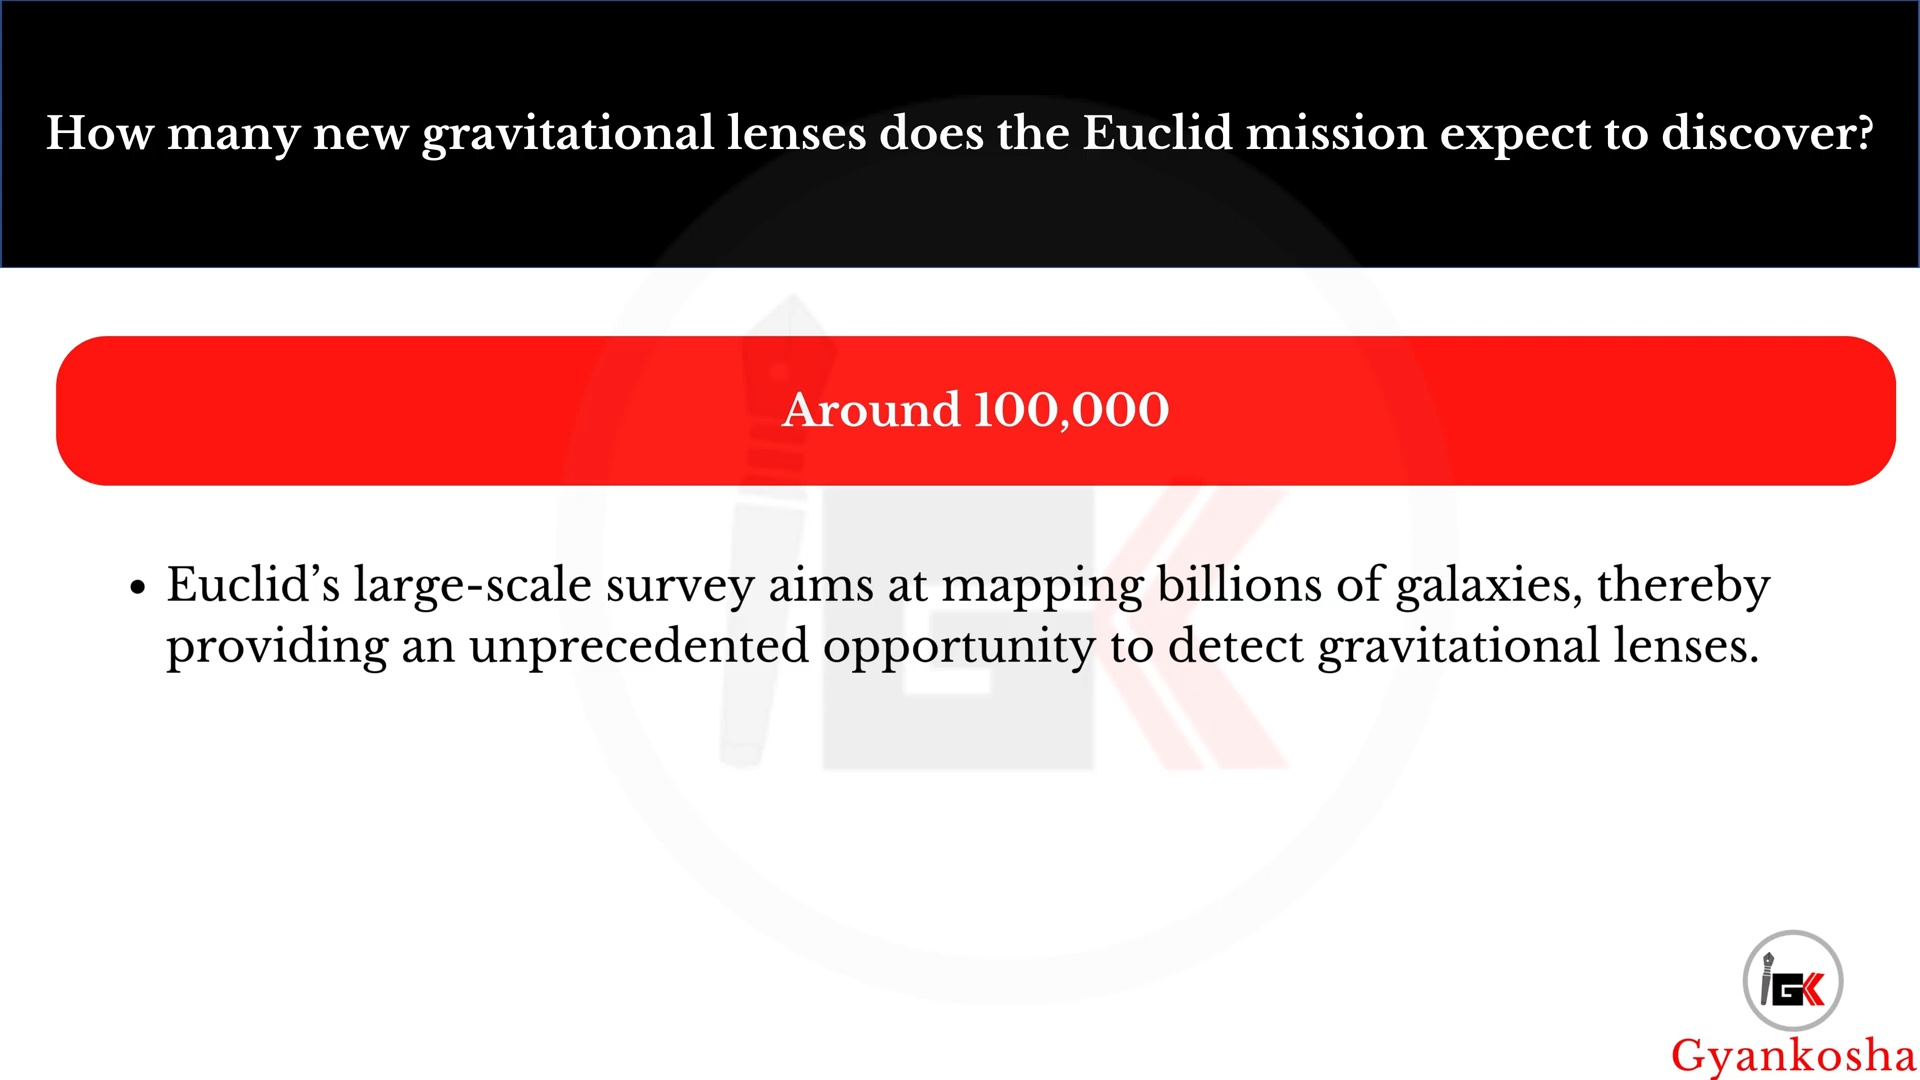 How many new gravitational lenses does the Euclid mission expect to discover?
Around 100,000
• Euclid’s large-scale survey aims at mapping billions of galaxies, thereby
providing an unprecedented opportunity to detect gravitational lenses.
GK
Gyankosha